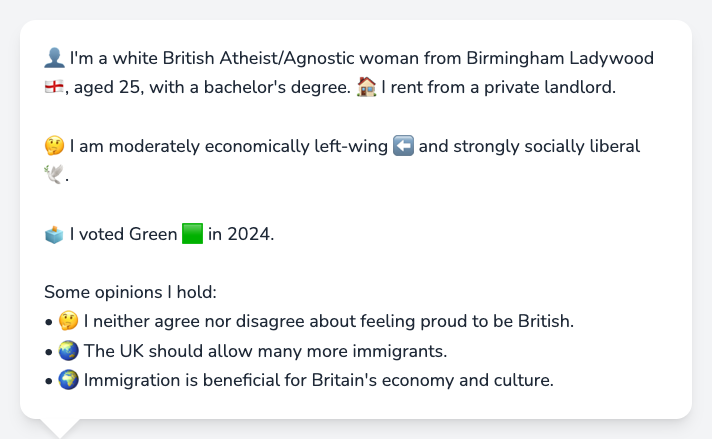 👤 I'm a white British Atheist/Agnostic woman from Birmingham Ladywood
🏴󠁧󠁢󠁥󠁮󠁧󠁿, aged 25, with a bachelor's degree. 🏠 I rent from a private landlord.
🤔 I am moderately economically left-wing ⬅️ and strongly socially liberal
🕊️.
🗳️ I voted Green 🟩 in 2024.
Some opinions I hold:
• 🤔 I neither agree nor disagree about feeling proud to be British.
• 🌏 The UK should allow many more immigrants.
• 🌍 Immigration is beneficial for Britain's economy and culture.